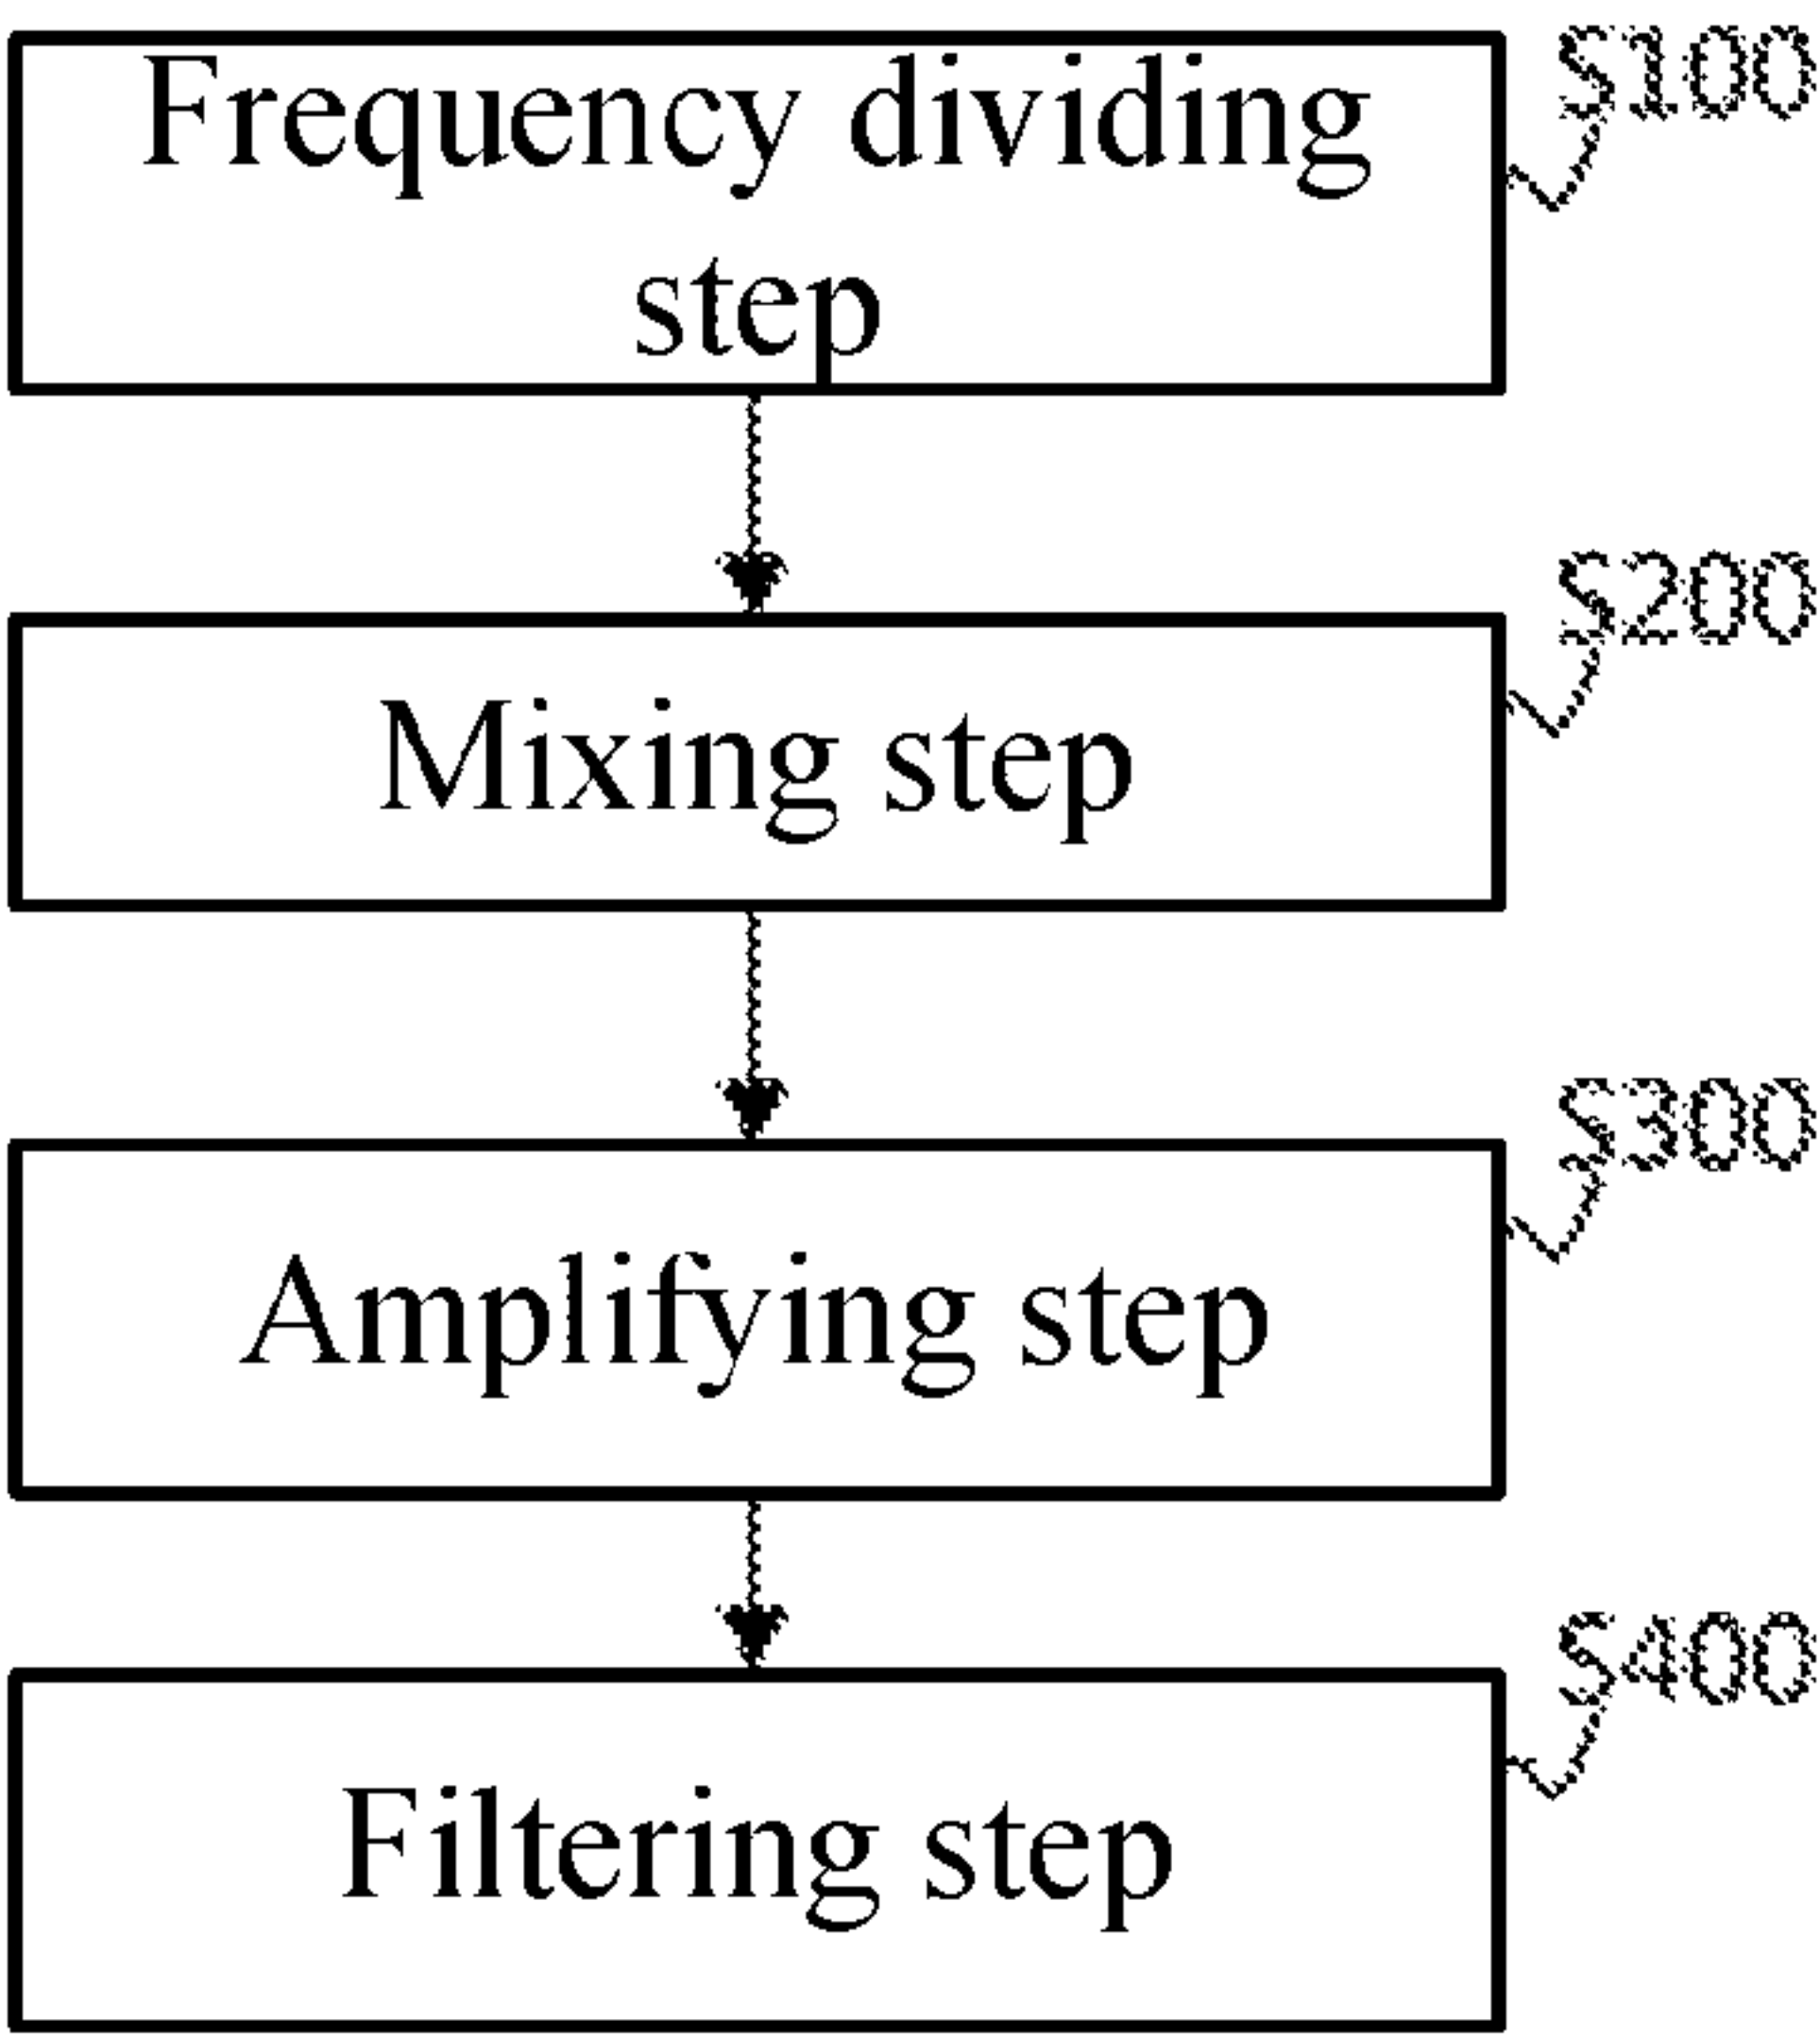 Frequency dividing
step
S100
Mixing step
S200
Amplifying step
S300
Filtering step
S400